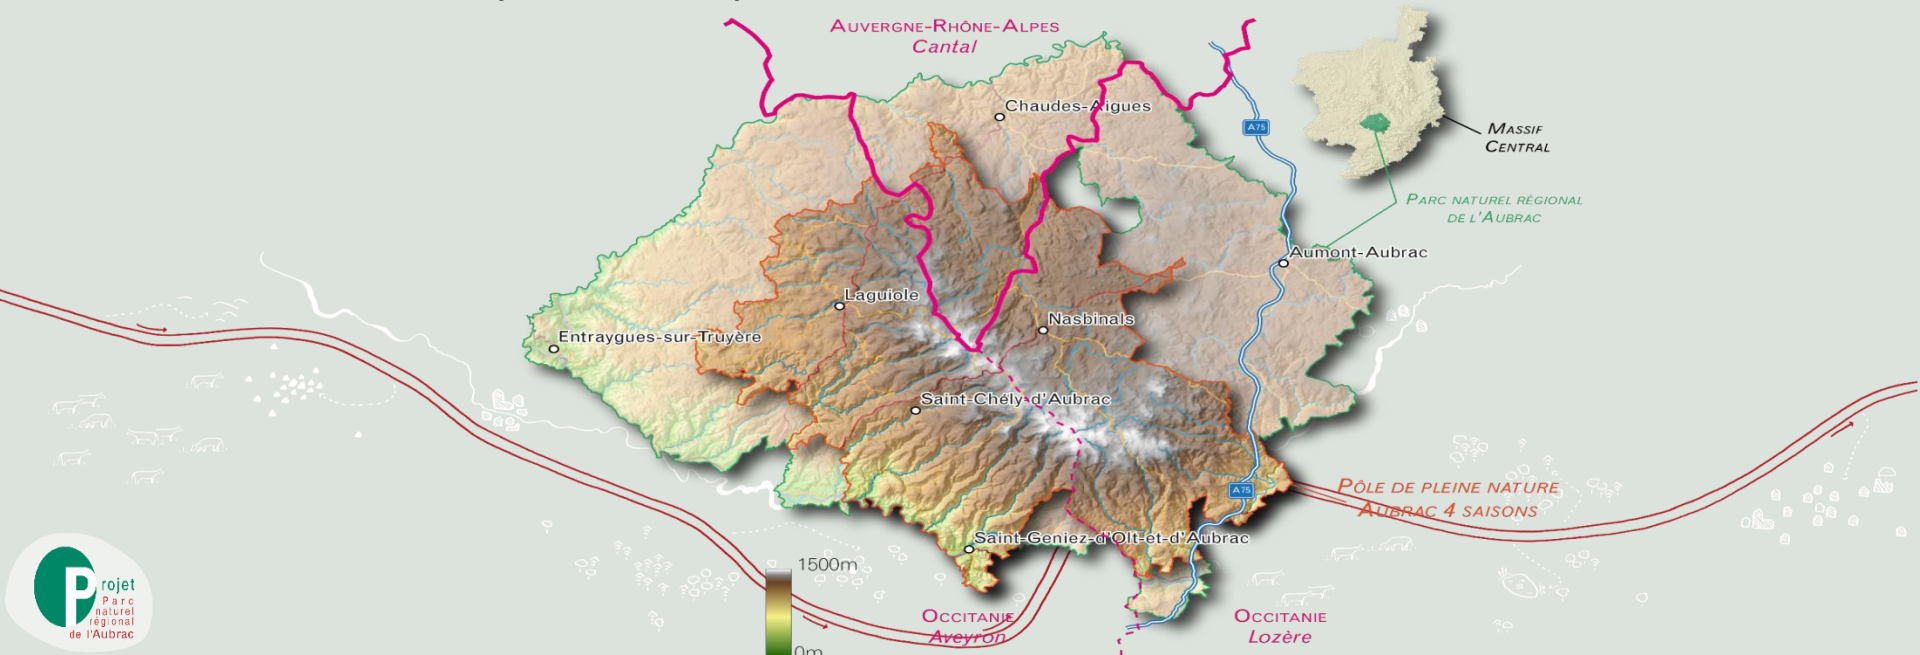 AUVERGNE-RHÔNE-ALPES
Cantal
Chaudes-Aigues
A75
MASSIF
CENTRAL
PARC NATUREL RÉGIONAL
DE L'AUBRAC
Aumont-Aubrac
Laguiole
Nasbinals
Entraygues-sur-Truyère
Saint-Chély-d'Aubrac
A75
PÔLE DE PLEINE NATURE
AUBRAC 4 SAISONS
Saint-Geniez-d'Olt-et-d'Aubrac
1500m
0m
OCCITANIE
Aveyron
OCCITANIE
Lozère
Projet
Parc
naturel
régional
de l'Aubrac